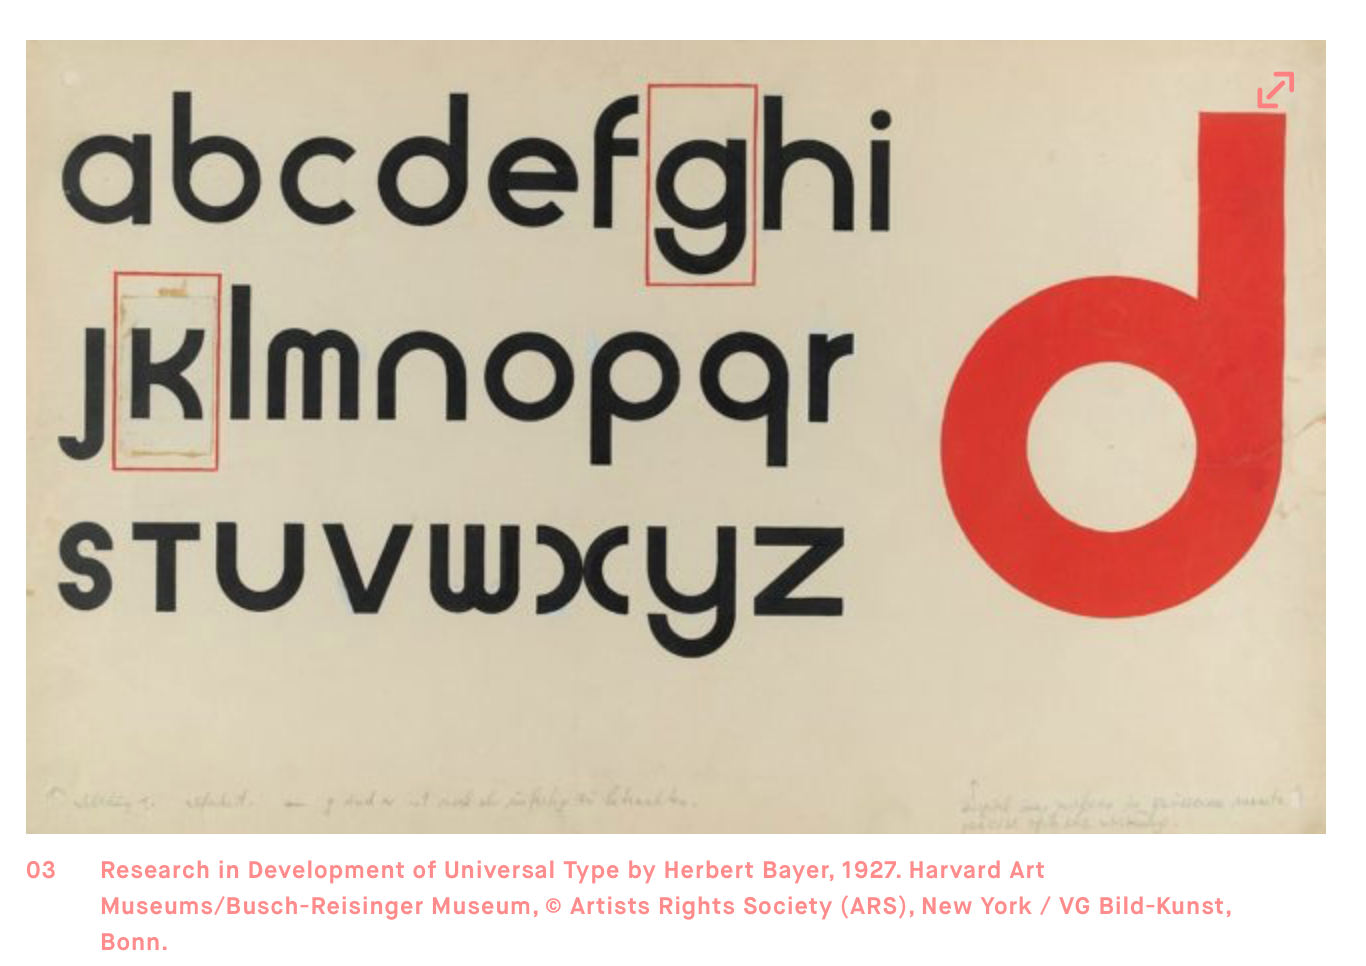 abcdefghi
jklmnopqr
stuvwxyz
d
03 Research in Development of Universal Type by Herbert Bayer, 1927. Harvard Art
Museums/Busch-Reisinger Museum, © Artists Rights Society (ARS), New York / VG Bild-Kunst,
Bonn.